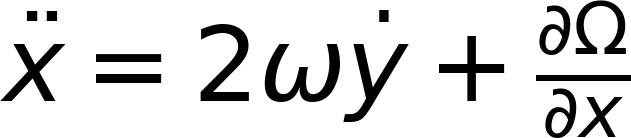 ẍ = 2ωẏ + ∂Ω/∂x